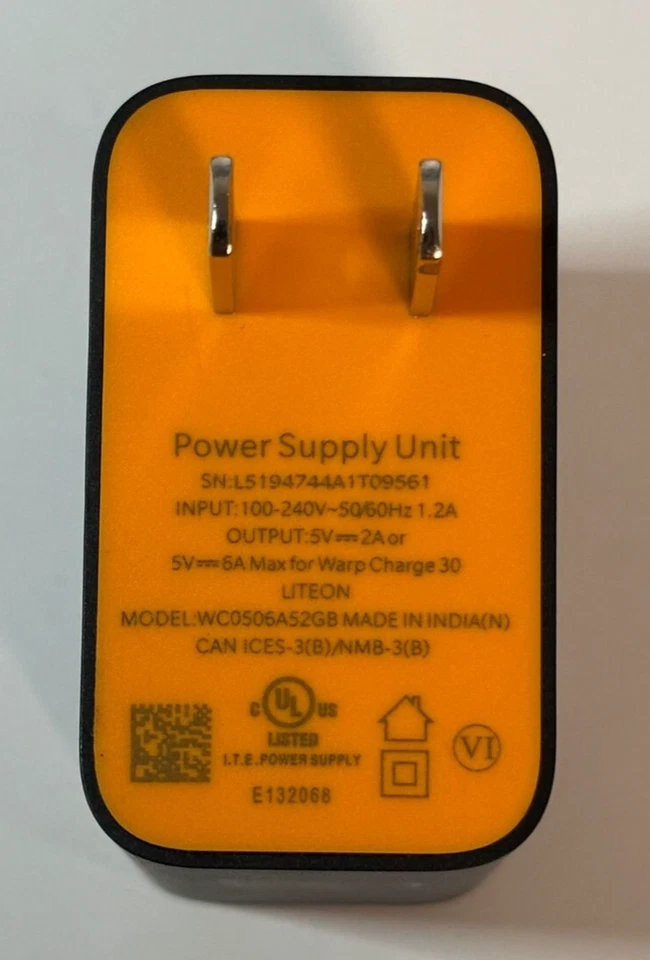 Power Supply Unit
SN:L5194744A1T09561
INPUT:100-240V~50/60Hz 1.2A
OUTPUT:5V⎓2A or
5V⎓6A Max for Warp Charge 30
LITEON
MODEL:WC0506A52GB MADE IN INDIA(N)
CAN ICES-3(B)/NMB-3(B)
C UL US
LISTED
I.T.E. POWER SUPPLY
E132068
VI